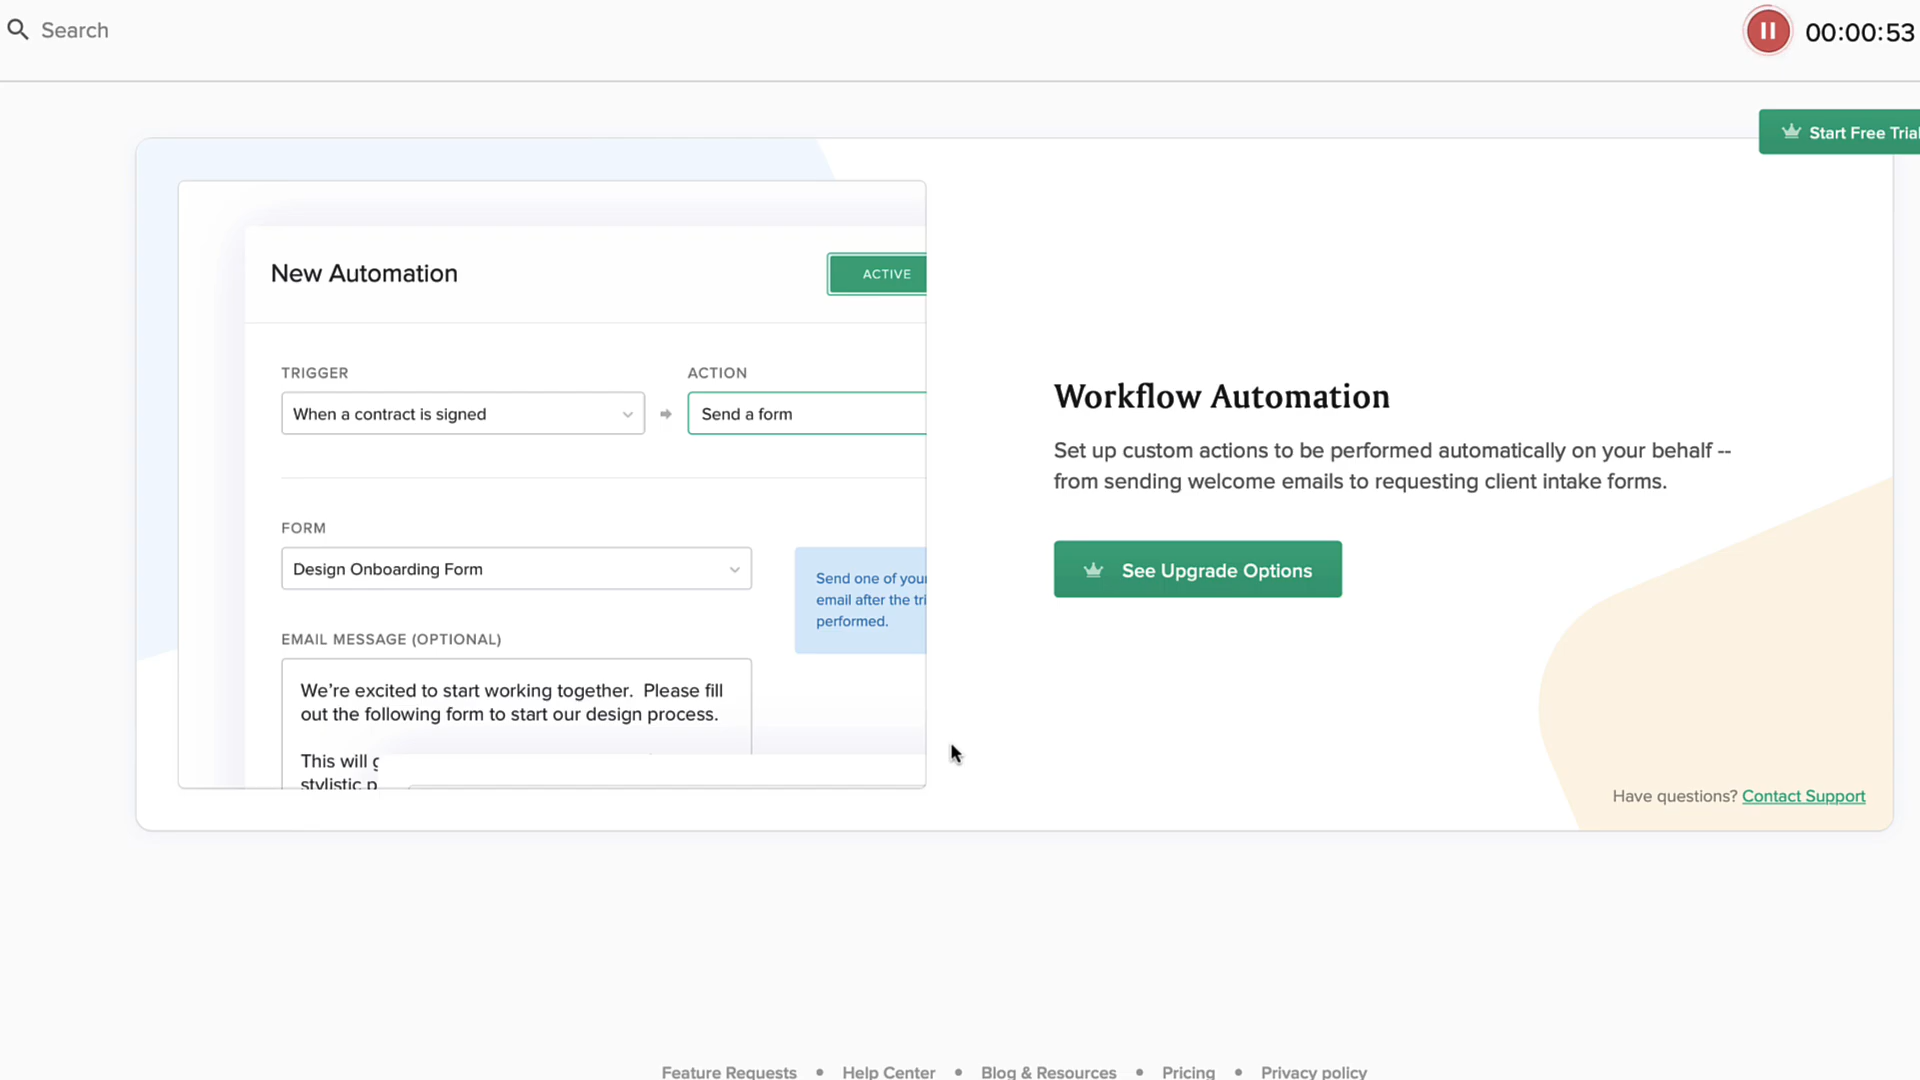 Search
00:00:53
Start Free Trial
New Automation
ACTIVE
TRIGGER
ACTION
When a contract is signed
Send a form
FORM
Design Onboarding Form
Send one of your
email after the tri
performed.
EMAIL MESSAGE (OPTIONAL)
We're excited to start working together. Please fill
out the following form to start our design process.
This will g
stylistic p
Workflow Automation
Set up custom actions to be performed automatically on your behalf --
from sending welcome emails to requesting client intake forms.
See Upgrade Options
Have questions? Contact Support
Feature Requests • Help Center • Blog & Resources • Pricing • Privacy policy